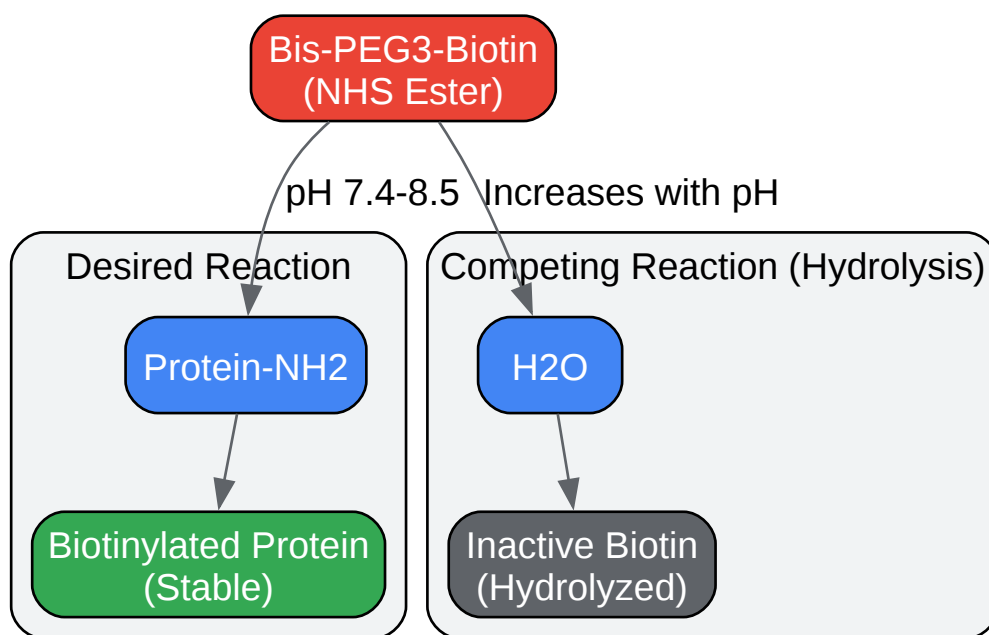 Bis-PEG3-Biotin
(NHS Ester)
pH 7.4-8.5
Increases with pH
Desired Reaction
Competing Reaction (Hydrolysis)
Protein-NH2
H2O
Biotinylated Protein
(Stable)
Inactive Biotin
(Hydrolyzed)